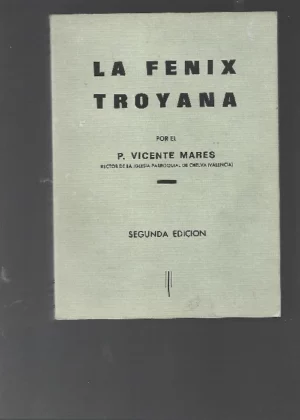 LA FENIX
TROYANA
POR EL
P. VICENTE MARES
RECTOR DE LA IGLESIA PARROQUIAL DE CHELVA (VALENCIA)
SEGUNDA EDICION